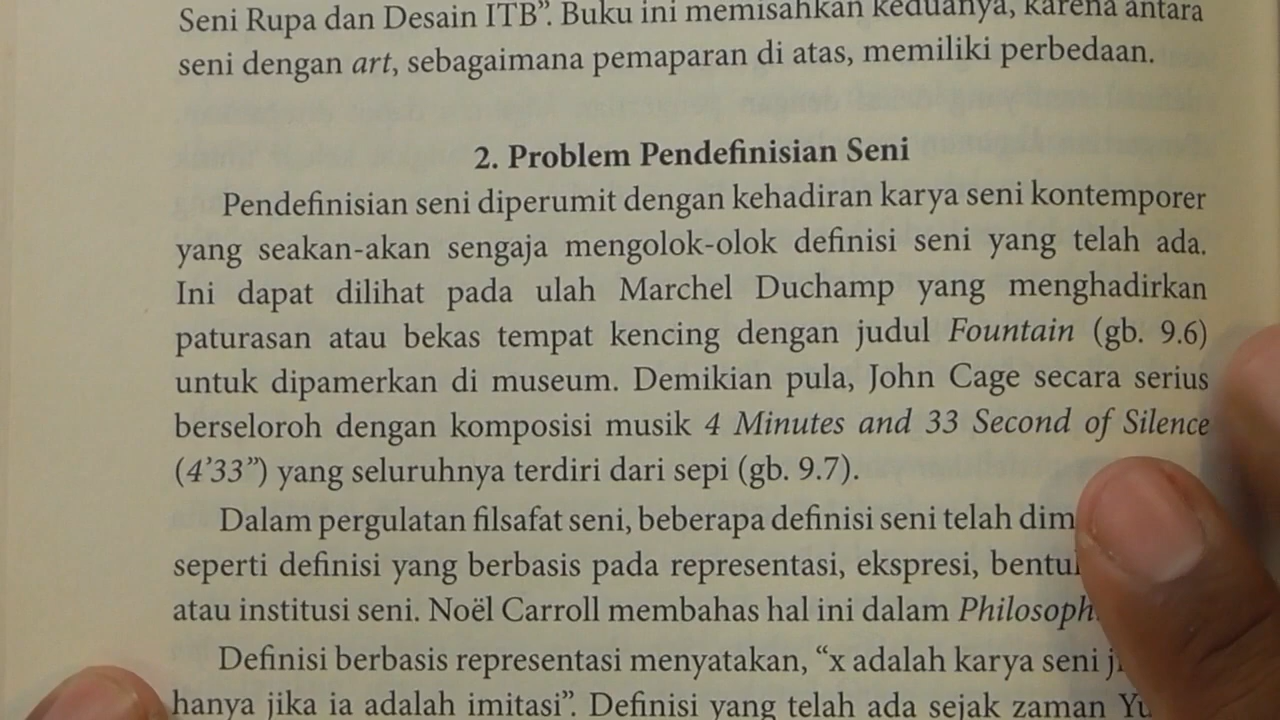 Seni Rupa dan Desain ITB”. Buku ini memisahkan keduanya, karena antara
seni dengan art, sebagaimana pemaparan di atas, memiliki perbedaan.
2. Problem Pendefinisian Seni
Pendefinisian seni diperumit dengan kehadiran karya seni kontemporer
yang seakan-akan sengaja mengolok-olok definisi seni yang telah ada.
Ini dapat dilihat pada ulah Marchel Duchamp yang menghadirkan
paturasan atau bekas tempat kencing dengan judul Fountain (gb. 9.6)
untuk dipamerkan di museum. Demikian pula, John Cage secara serius
berseloroh dengan komposisi musik 4 Minutes and 33 Second of Silence
(4’33”) yang seluruhnya terdiri dari sepi (gb. 9.7).
Dalam pergulatan filsafat seni, beberapa definisi seni telah
seperti definisi yang berbasis pada representasi, ekspresi,
atau institusi seni. Noël Carroll membahas hal ini dalam
Definisi berbasis representasi menyatakan, “x adalah karya seni
hanya jika ia adalah imitasi”. Definisi yang telah ada sejak zaman